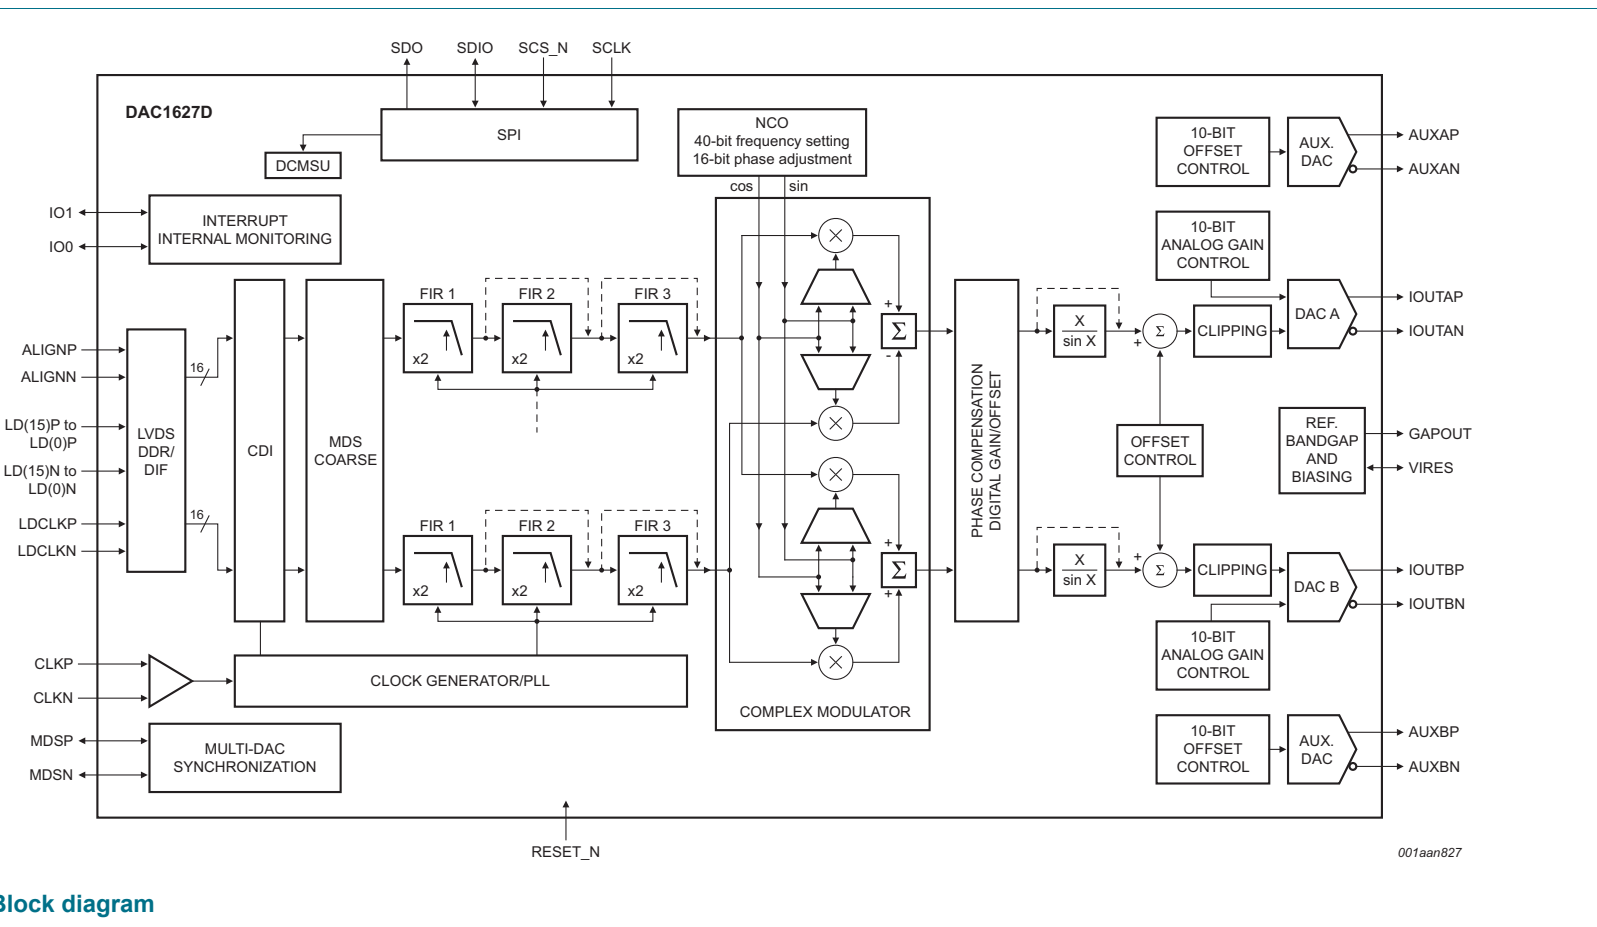 SDO SDIO SCS_N SCLK
DAC1627D
SPI
DCMSU
NCO
40-bit frequency setting
16-bit phase adjustment
cos sin
10-BIT
OFFSET
CONTROL
AUX.
DAC
AUXAP
AUXAN
IO1
IO0
INTERRUPT
INTERNAL MONITORING
10-BIT
ANALOG GAIN
CONTROL
FIR 1 FIR 2 FIR 3
x2 x2 x2
ALIGNP
ALIGNN
16
LD(15)P to
LD(0)P
LD(15)N to
LD(0)N
LDCLKP
LDCLKN
16
LVDS
DDR/
DIF
CDI
MDS
COARSE
×
+
Σ
-
×
×
+
Σ
+
×
PHASE COMPENSATION
DIGITAL GAIN/OFFSET
X
sin X
Σ
+
CLIPPING
DAC A
IOUTAP
IOUTAN
OFFSET
CONTROL
REF.
BANDGAP
AND
BIASING
GAPOUT
VIRES
FIR 1 FIR 2 FIR 3
x2 x2 x2
X
sin X
+
Σ
CLIPPING
DAC B
IOUTBP
IOUTBN
10-BIT
ANALOG GAIN
CONTROL
CLKP
CLKN
CLOCK GENERATOR/PLL
COMPLEX MODULATOR
MDSP
MDSN
MULTI-DAC
SYNCHRONIZATION
10-BIT
OFFSET
CONTROL
AUX.
DAC
AUXBP
AUXBN
RESET_N
001aan827
Block diagram